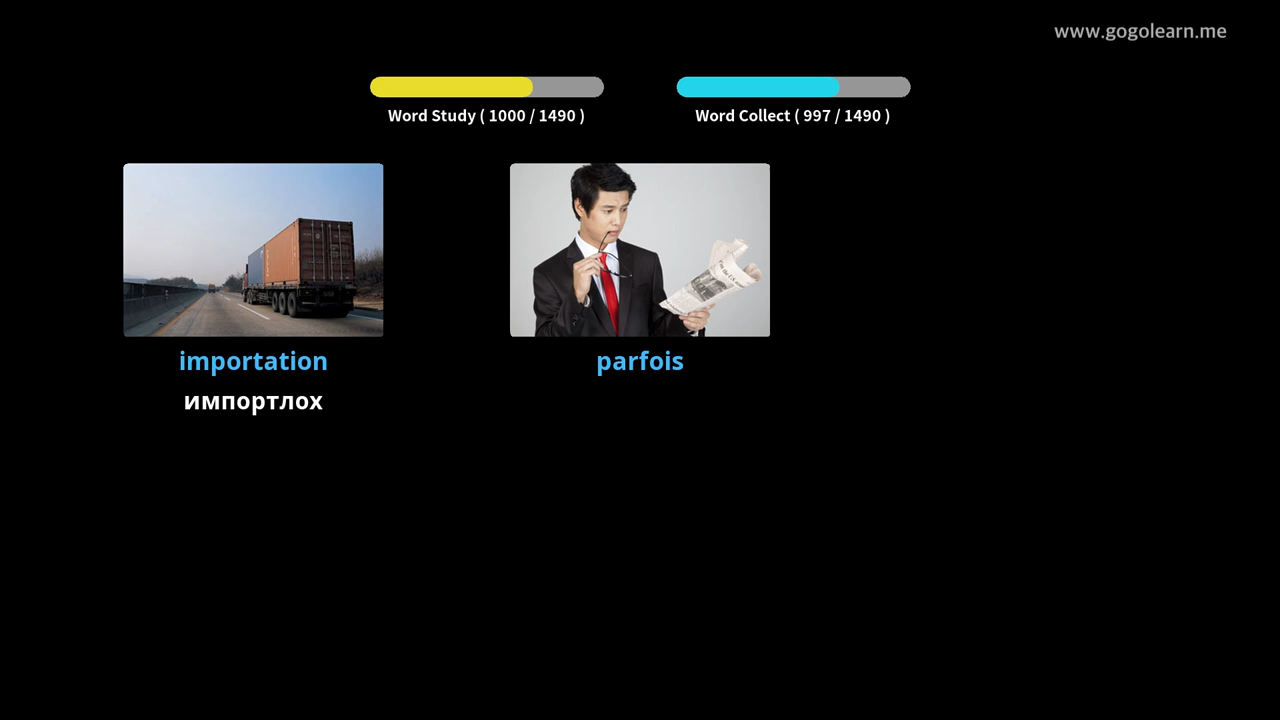 www.gogolearn.me
Word Study ( 1000 / 1490 )
Word Collect ( 997 / 1490 )
importation
parfois
импортлох